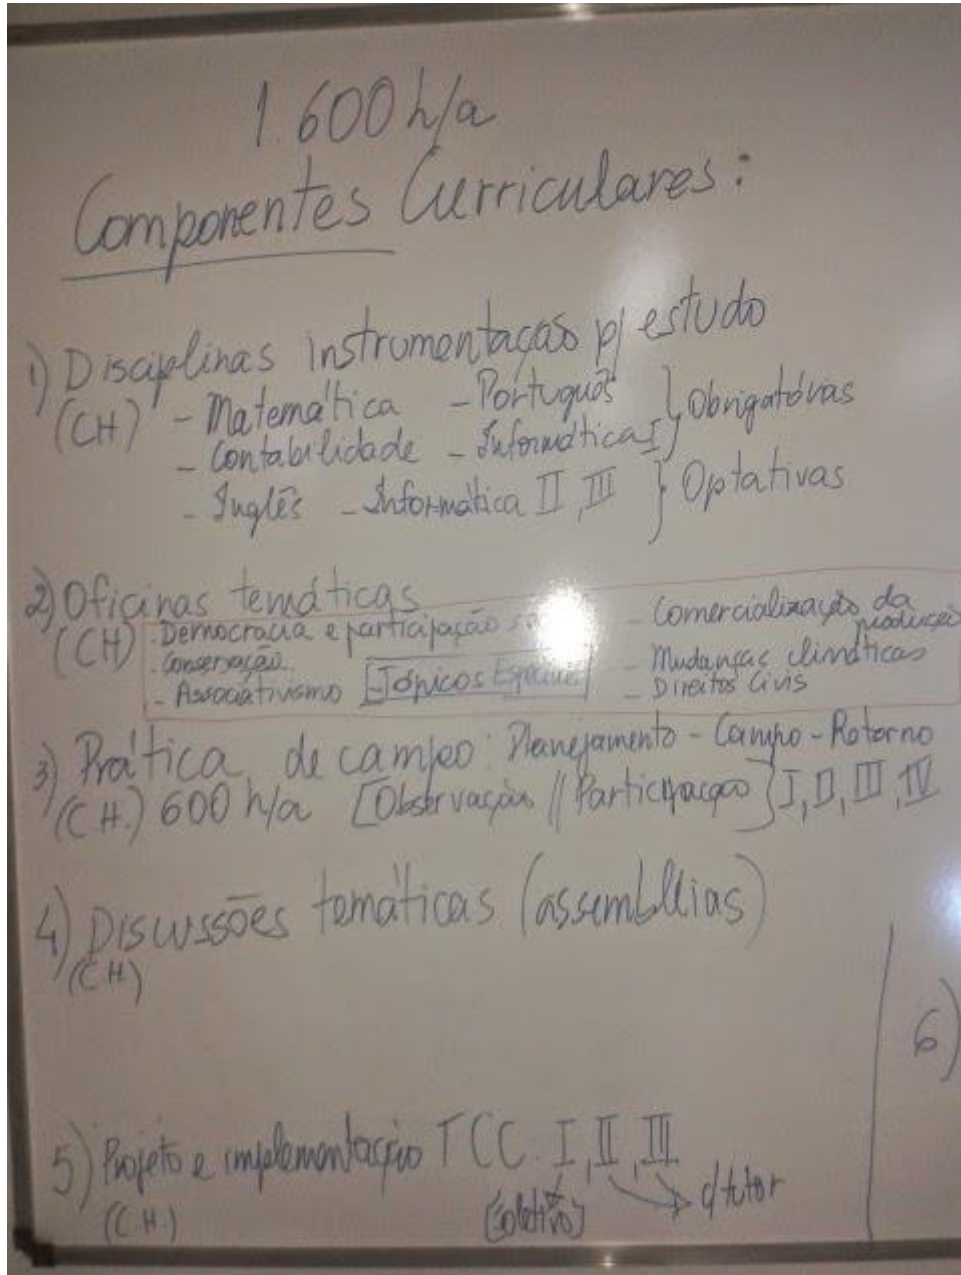 1.600 h/a
Componentes Curriculares:
1) Disciplinas instrumentaçao p/ estudo
(CH) - Matemática - Português } Obrigatórias
- Contabilidade - Informática I
- Inglês - Informática II, III } Optativas
2) Oficinas temáticas
(CH) - Democracia e participação - Comercialização da produção
- Conservação - Mudanças climáticas
- Associativismo [- Tópicos Especiais] - Direitos Civis
3) Prática de campo: Planejamento - Campo - Retorno
(C.H.) 600 h/a [Observação // Participação] I, II, III, IV
4) Discussões temáticas (assembleias)
(CH)
6)
5) Projeto e implementação TCC. I, II, III
(C.H.) [Coletivo] c/ tutor